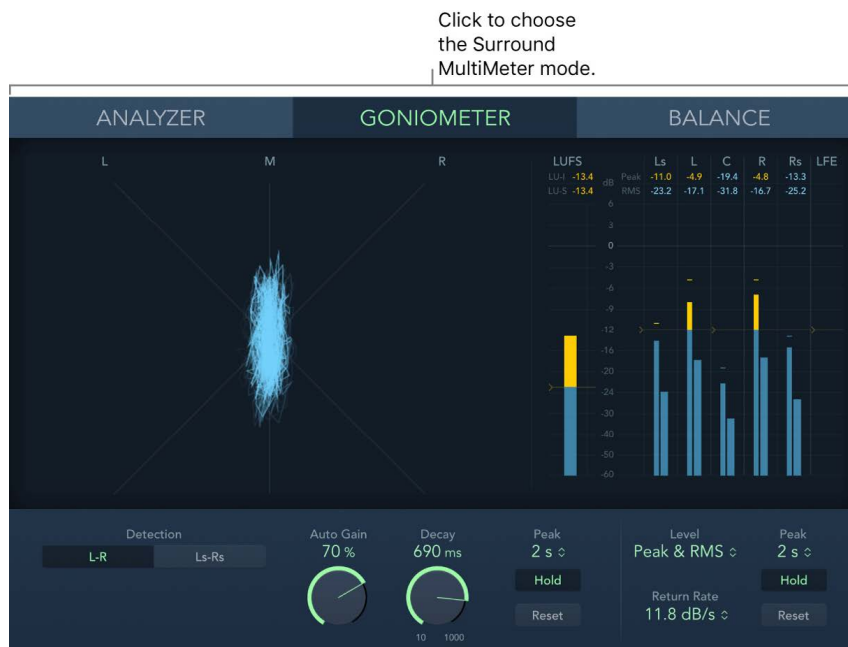 Click to choose
the Surround
MultiMeter mode.
ANALYZER GONIOMETER BALANCE
L M R LUFS Ls L C R Rs LFE
LU-I -13.4 dB Peak -11.0 -4.9 -19.4 -4.8 -13.3
LU-S -13.4 RMS -23.2 -17.1 -31.8 -16.7 -25.2
6
3
0
-3
-6
-9
-12
-16
-20
-24
-30
-40
-50
-60
Detection Auto Gain Decay Peak Level Peak
L-R Ls-Rs 70 % 690 ms 2 s Peak & RMS 2 s
Hold Hold
Return Rate
Reset 11.8 dB/s Reset
10 1000